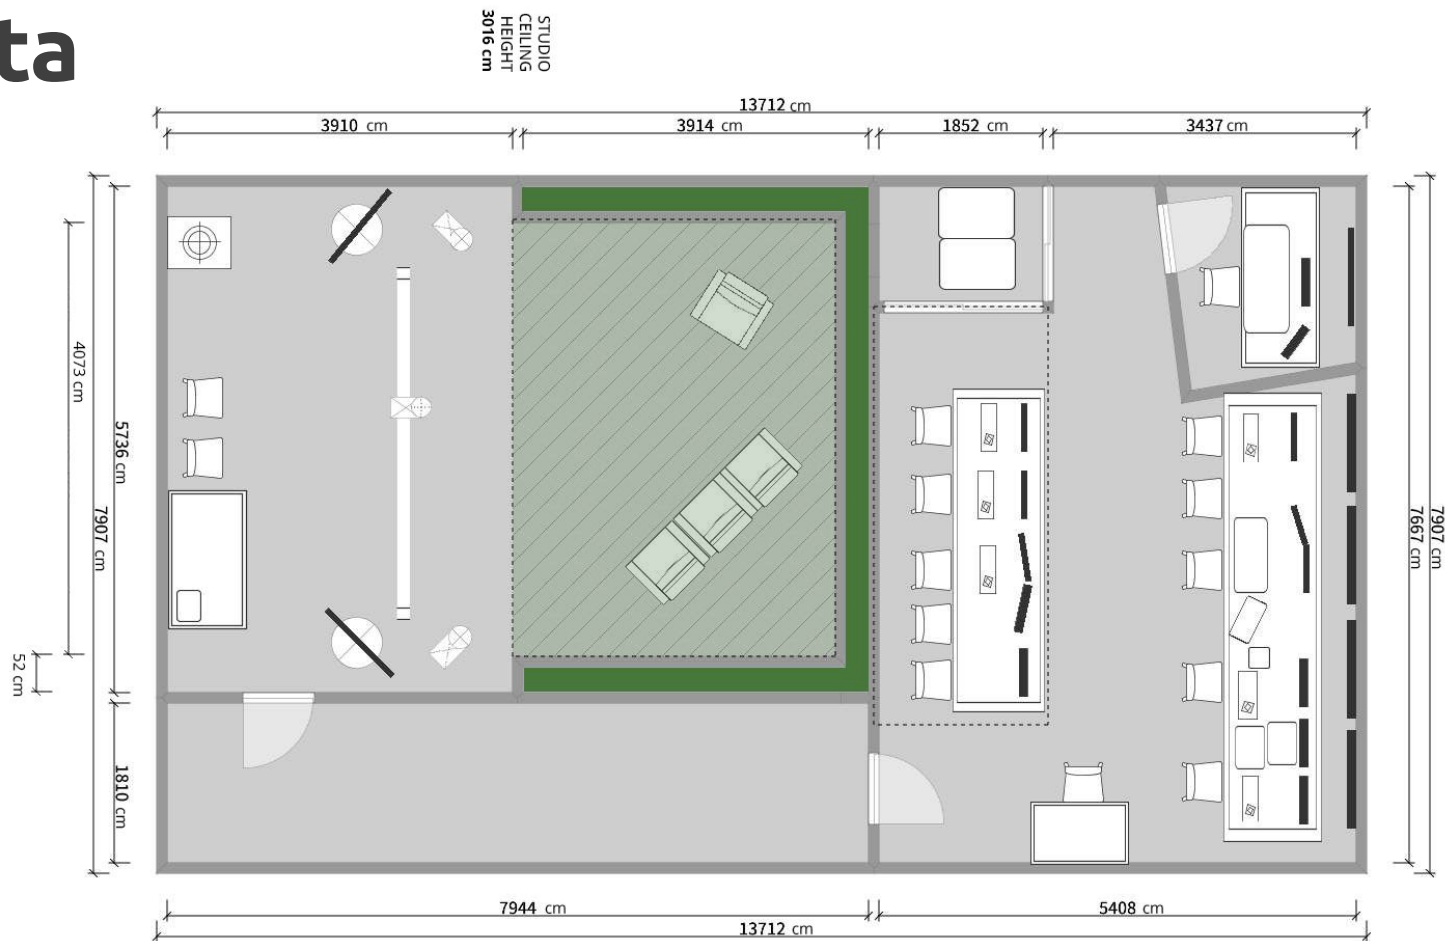 ta
STUDIO
CEILING
HEIGHT
3016 cm
13712 cm
3910 cm
3914 cm
1852 cm
3437 cm
4073 cm
5736 cm
7907 cm
52 cm
1810 cm
7907 cm
7667 cm
7944 cm
5408 cm
13712 cm